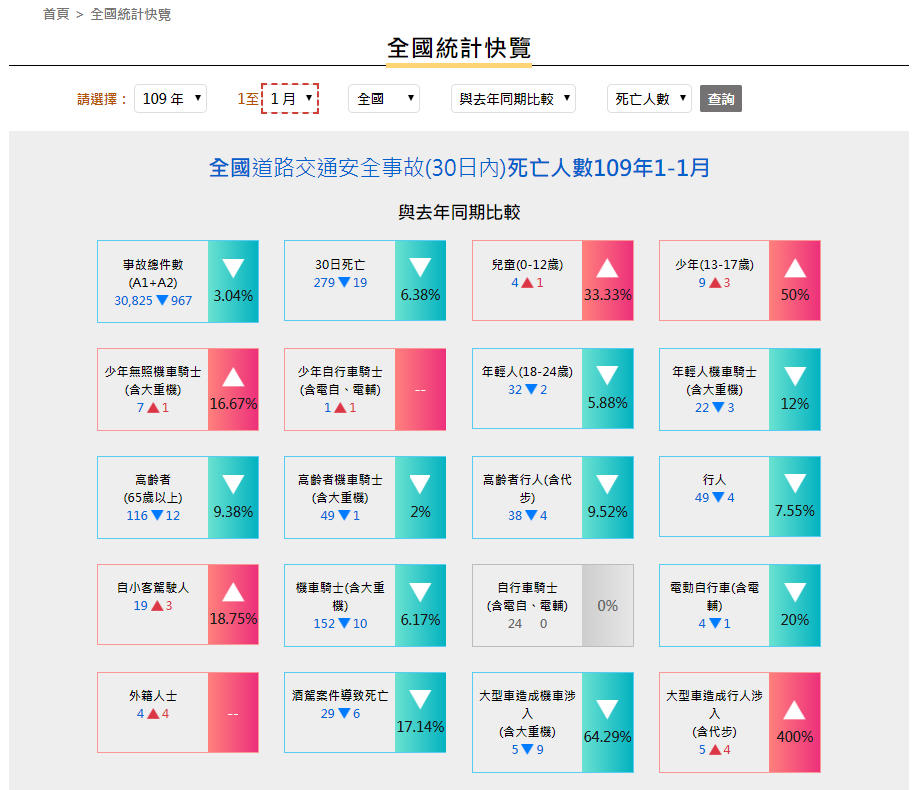 首頁 > 全國統計快覽
全國統計快覽
請選擇： 109 年 1至 1 月 全國 與去年同期比較 死亡人數 查詢
全國道路交通安全事故(30日內)死亡人數109年1-1月
與去年同期比較
事故總件數
(A1+A2)
30,825 ▼ 967
▼
3.04%
30日死亡
279 ▼ 19
▼
6.38%
兒童(0-12歲)
4 ▲ 1
▲
33.33%
少年(13-17歲)
9 ▲ 3
▲
50%
少年無照機車騎士
(含大重機)
7 ▲ 1
▲
16.67%
少年自行車騎士
(含電自、電輔)
1 ▲ 1
--
年輕人(18-24歲)
32 ▼ 2
▼
5.88%
年輕人機車騎士
(含大重機)
22 ▼ 3
▼
12%
高齡者
(65歲以上)
116 ▼ 12
▼
9.38%
高齡者機車騎士
(含大重機)
49 ▼ 1
▼
2%
高齡者行人(含代
步)
38 ▼ 4
▼
9.52%
行人
49 ▼ 4
▼
7.55%
自小客駕駛人
19 ▲ 3
▲
18.75%
機車騎士(含大重
機)
152 ▼ 10
▼
6.17%
自行車騎士
(含電自、電輔)
24 0
0%
電動自行車(含電
輔)
4 ▼ 1
▼
20%
外籍人士
4 ▲ 4
--
酒駕案件導致死亡
29 ▼ 6
▼
17.14%
大型車造成機車涉
入
(含大重機)
5 ▼ 9
▼
64.29%
大型車造成行人涉
入
(含代步)
5 ▲ 4
▲
400%